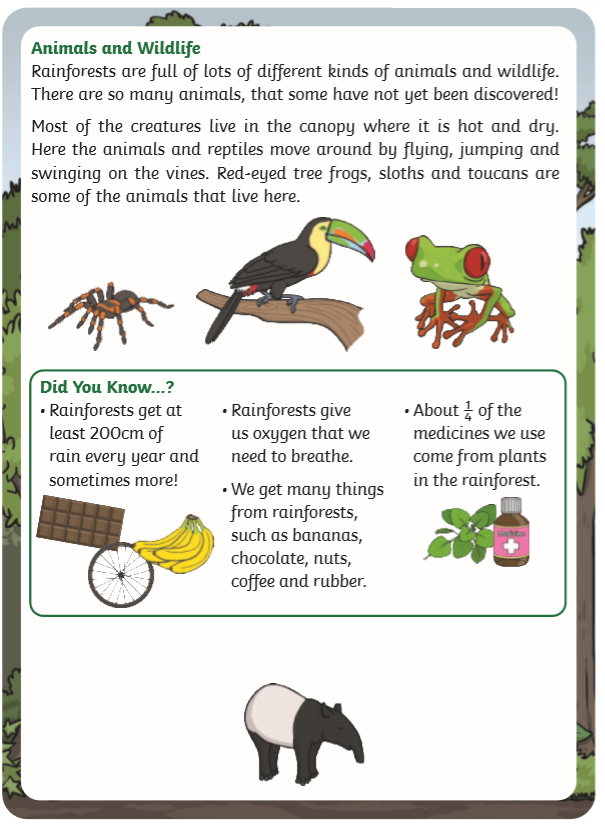 Animals and Wildlife
Rainforests are full of lots of different kinds of animals and wildlife.
There are so many animals, that some have not yet been discovered!
Most of the creatures live in the canopy where it is hot and dry.
Here the animals and reptiles move around by flying, jumping and
swinging on the vines. Red-eyed tree frogs, sloths and toucans are
some of the animals that live here.
Did You Know...?
• Rainforests get at
least 200cm of
rain every year and
sometimes more!
• Rainforests give
us oxygen that we
need to breathe.
• We get many things
from rainforests,
such as bananas,
chocolate, nuts,
coffee and rubber.
• About 1/4 of the
medicines we use
come from plants
in the rainforest.
Medicine